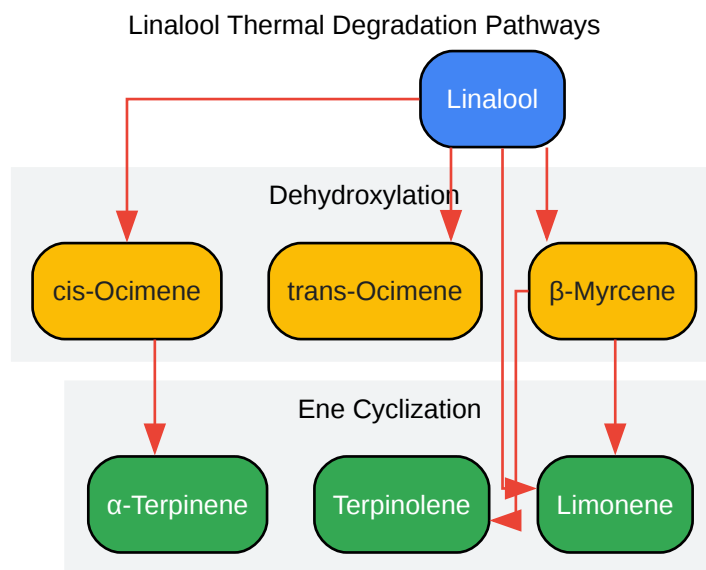 Linalool Thermal Degradation Pathways
Linalool
Dehydroxylation
cis-Ocimene
trans-Ocimene
β-Myrcene
Ene Cyclization
α-Terpinene
Terpinolene
Limonene